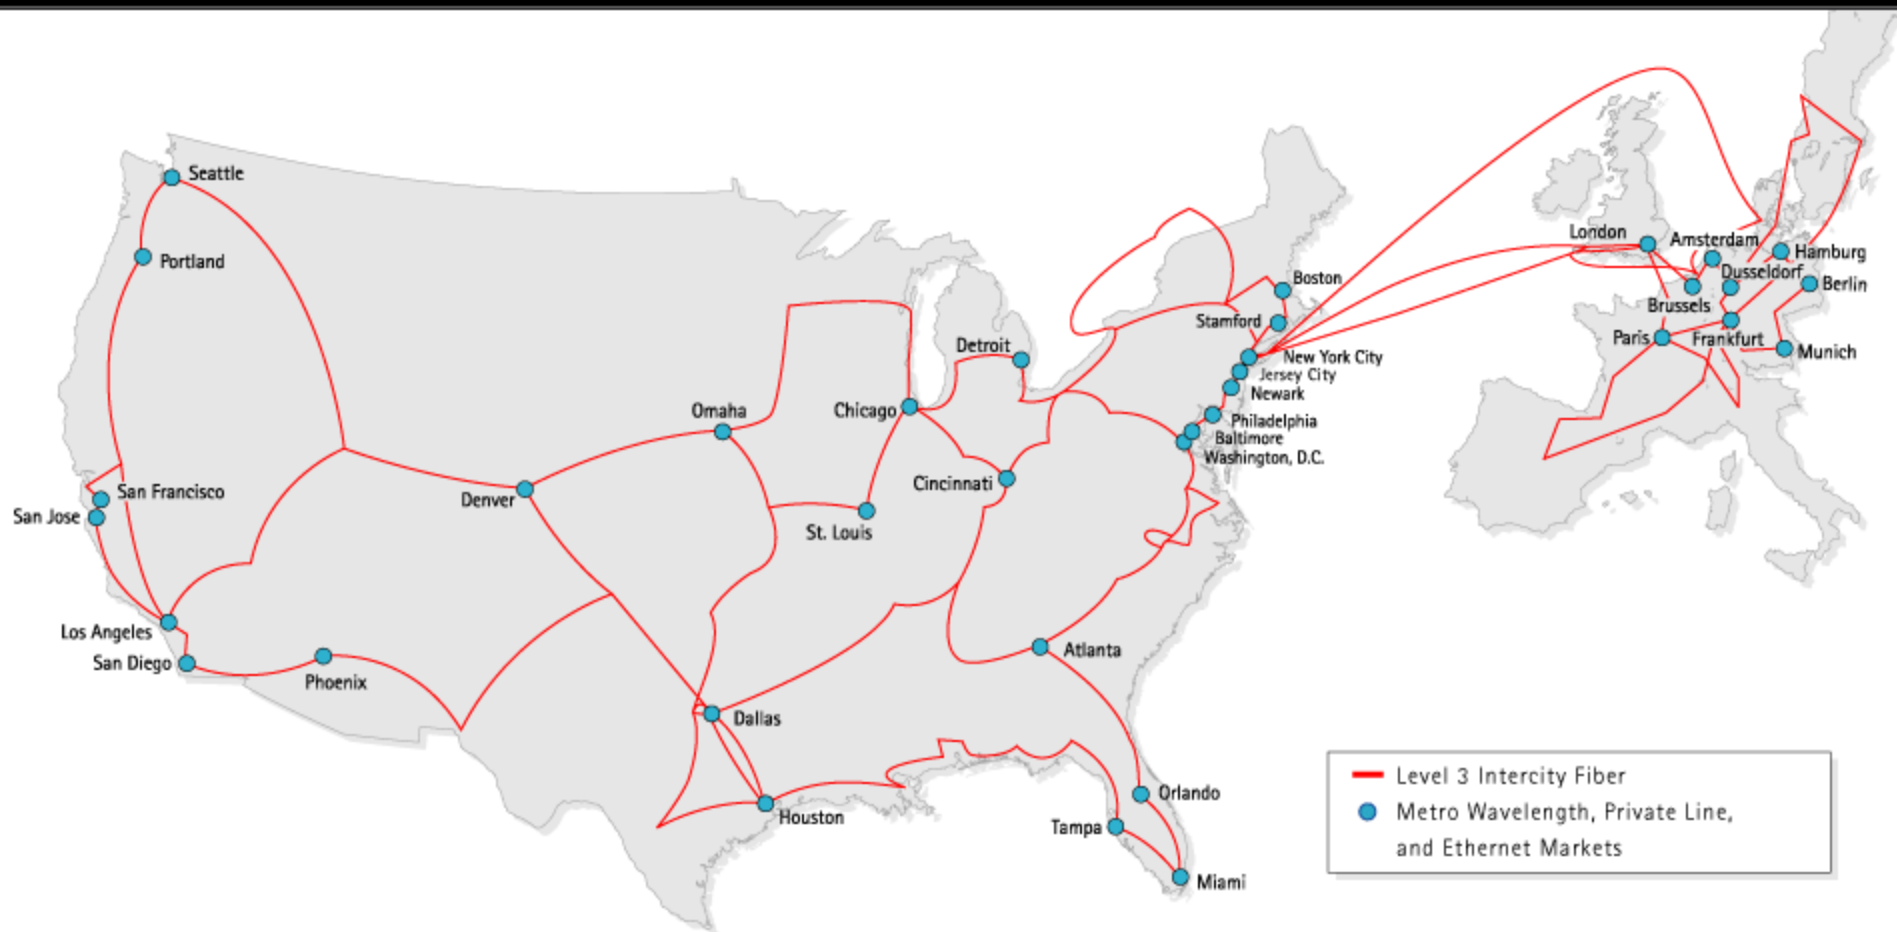 Seattle
Portland
San Francisco
San Jose
Los Angeles
San Diego
Phoenix
Denver
Omaha
St. Louis
Chicago
Detroit
Cincinnati
Dallas
Houston
Atlanta
Orlando
Tampa
Miami
Boston
Stamford
New York City
Jersey City
Newark
Philadelphia
Baltimore
Washington, D.C.
London
Amsterdam
Hamburg
Dusseldorf
Berlin
Brussels
Paris
Frankfurt
Munich
Level 3 Intercity Fiber
Metro Wavelength, Private Line,
and Ethernet Markets